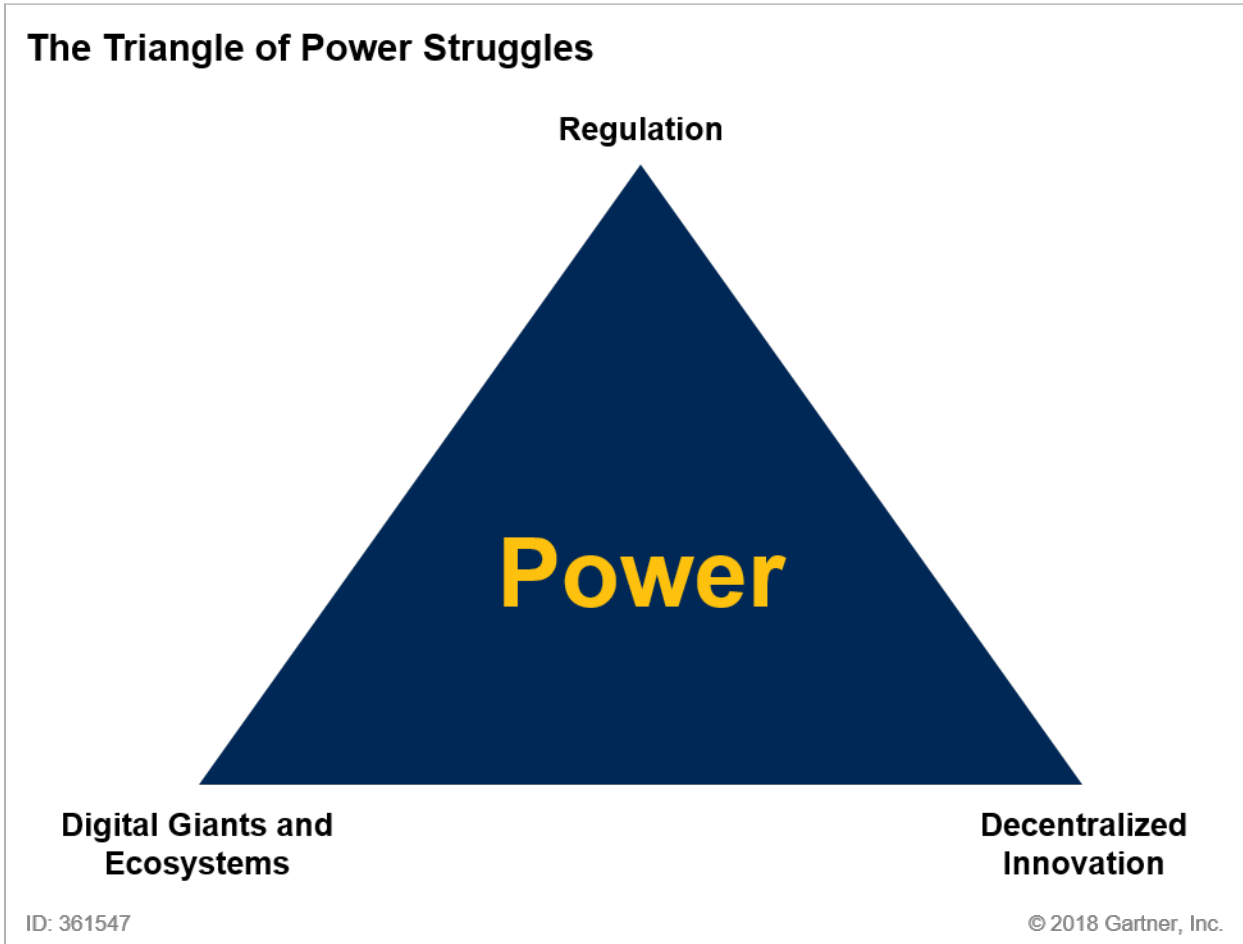 The Triangle of Power Struggles
Regulation
Power
Digital Giants and
Ecosystems
Decentralized
Innovation
ID: 361547
© 2018 Gartner, Inc.